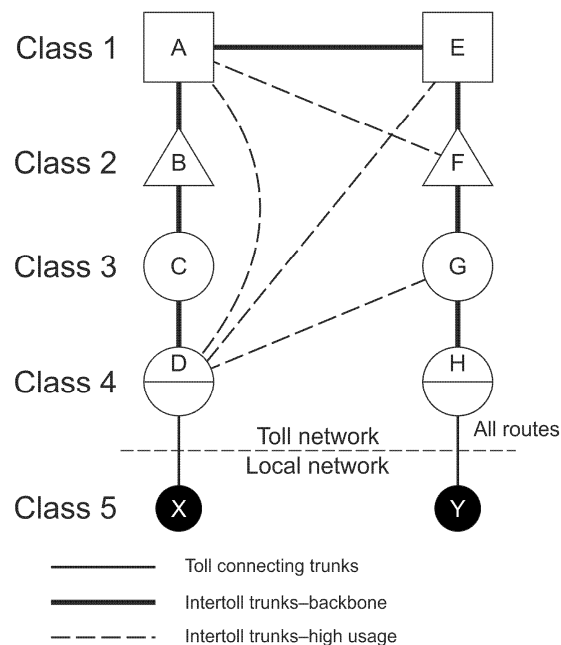 Class 1
A
E
Class 2
B
F
Class 3
C
G
Class 4
D
H
All routes
Toll network
Local network
Class 5
X
Y
Toll connecting trunks
Intertoll trunks–backbone
Intertoll trunks–high usage